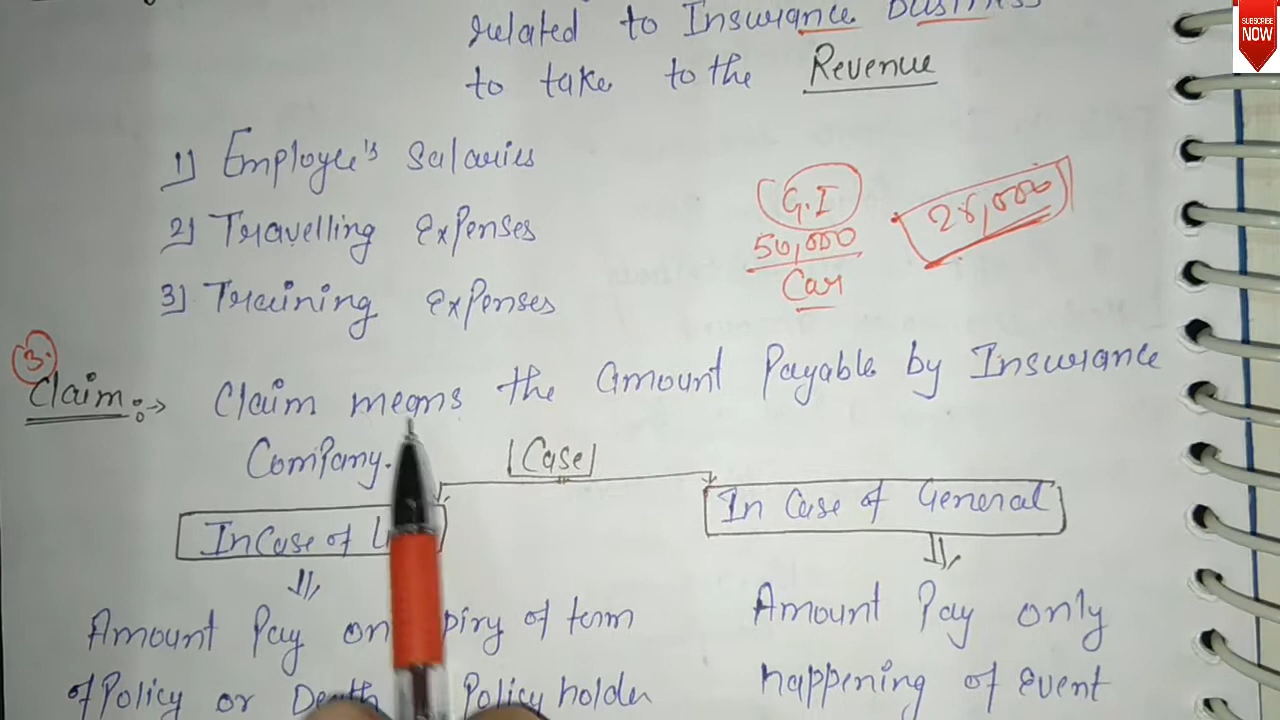 related to Insurance Business
to take to the Revenue
1) Employee's Salaries
2) Travelling Expenses
3) Training Expenses
G.I
50,000
Car
3.
Claim :→ Claim means the Amount Payable by Insurance
Company.
Case
In Case of
In Case of General
Amount Pay on
of term
of Policy or Death
Policy holder
Amount Pay only
happening of Event
SUBSCRIBE
NOW